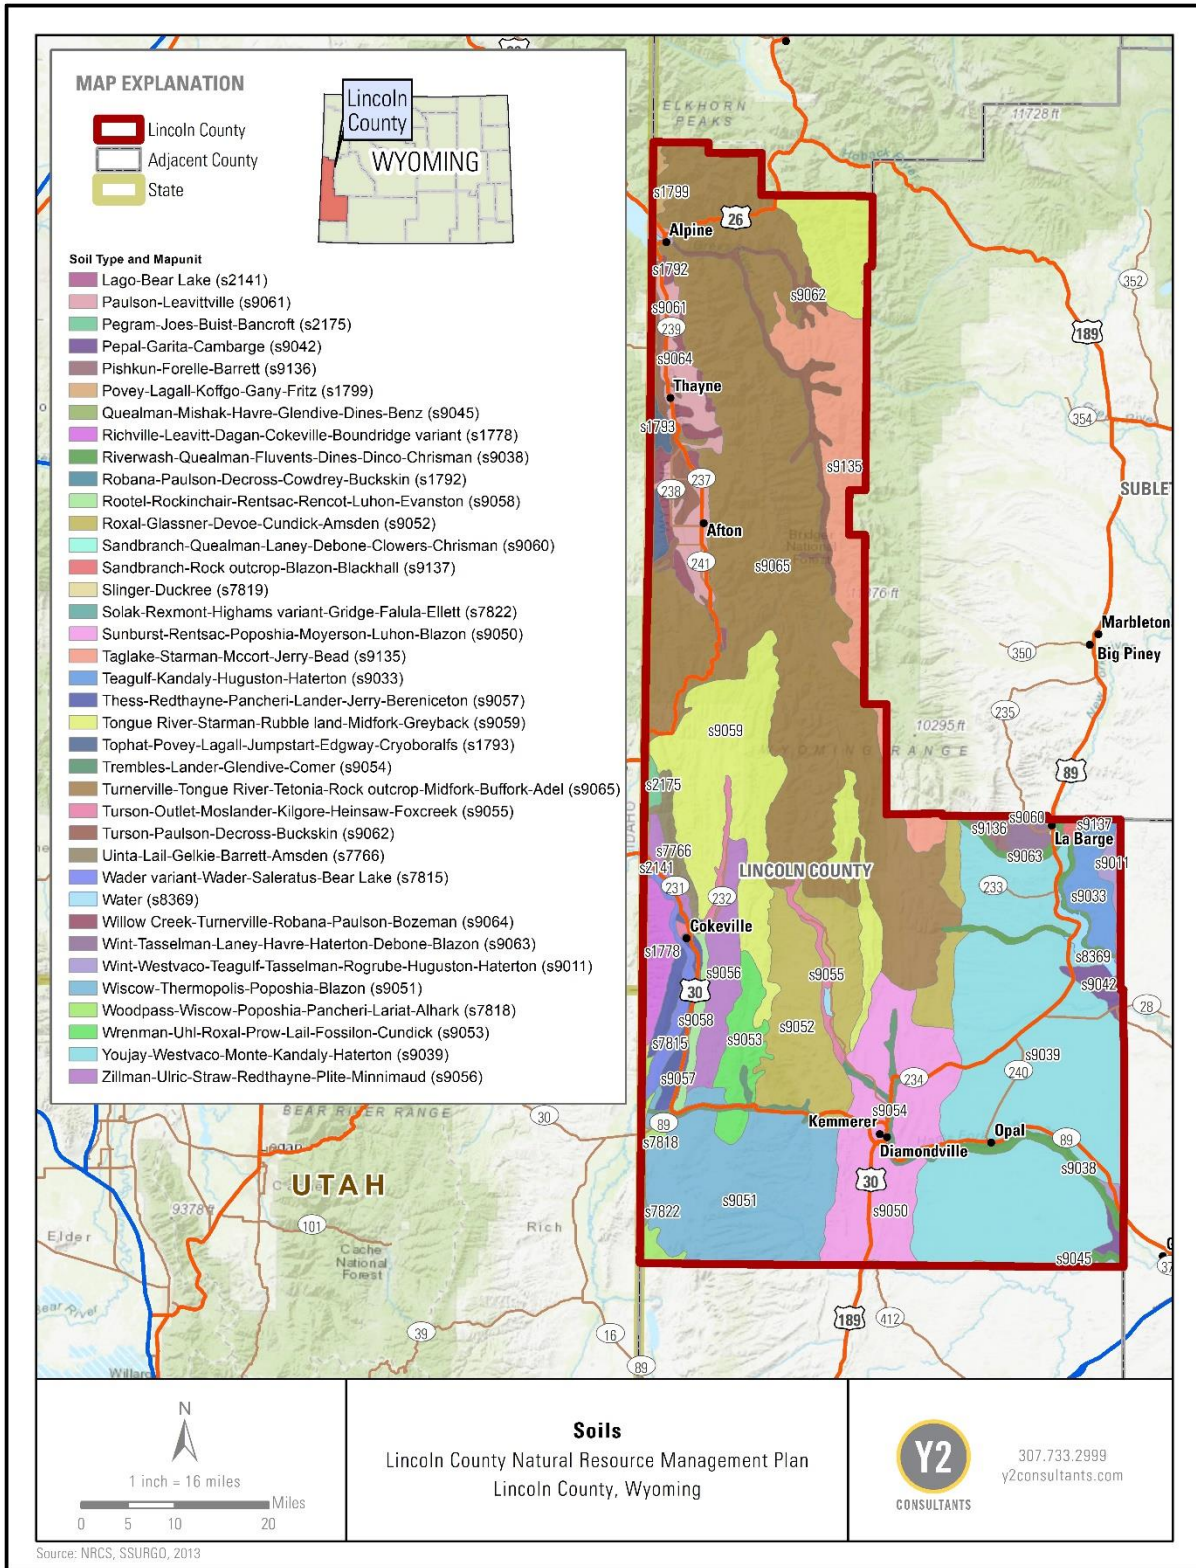 MAP EXPLANATION
Lincoln County
Adjacent County
State
Lincoln
County
WYOMING
Soil Type and Mapunit
Lago-Bear Lake (s2141)
Paulson-Leavittville (s9061)
Pegram-Joes-Buist-Bancroft (s2175)
Pepal-Garita-Cambarge (s9042)
Pishkun-Forelle-Barrett (s9136)
Povey-Lagall-Koffgo-Gany-Fritz (s1799)
Quealman-Mishak-Havre-Glendive-Dines-Benz (s9045)
Richville-Leavitt-Dagan-Cokeville-Boundridge variant (s1778)
Riverwash-Quealman-Fluvents-Dines-Dinco-Chrisman (s9038)
Robana-Paulson-Decross-Cowdrey-Buckskin (s1792)
Rootel-Rockinchair-Rentsac-Rencot-Luhon-Evanston (s9058)
Roxal-Glassner-Devoe-Cundick-Amsden (s9052)
Sandbranch-Quealman-Laney-Debone-Clowers-Chrisman (s9060)
Sandbranch-Rock outcrop-Blazon-Blackhall (s9137)
Slinger-Duckree (s7819)
Solak-Rexmont-Highams variant-Gridge-Falula-Ellett (s7822)
Sunburst-Rentsac-Poposhia-Moyerson-Luhon-Blazon (s9050)
Taglake-Starman-Mccort-Jerry-Bead (s9135)
Teagulf-Kandaly-Huguston-Haterton (s9033)
Thess-Redthayne-Pancheri-Lander-Jerry-Bereniceton (s9057)
Tongue River-Starman-Rubble land-Midfork-Greyback (s9059)
Tophat-Povey-Lagall-Jumpstart-Edgway-Cryoboralfs (s1793)
Trembles-Lander-Glendive-Comer (s9054)
Turnerville-Tongue River-Tetonia-Rock outcrop-Midfork-Buffork-Adel (s9065)
Turson-Outlet-Moslander-Kilgore-Heinsaw-Foxcreek (s9055)
Turson-Paulson-Decross-Buckskin (s9062)
Uinta-Lail-Gelkie-Barrett-Amsden (s7766)
Wader variant-Wader-Saleratus-Bear Lake (s7815)
Water (s8369)
Willow Creek-Turnerville-Robana-Paulson-Bozeman (s9064)
Wint-Tasselman-Laney-Havre-Haterton-Debone-Blazon (s9063)
Wint-Westvaco-Teagulf-Tasselman-Rogrube-Huguston-Haterton (s9011)
Wiscow-Thermopolis-Poposhia-Blazon (s9051)
Woodpass-Wiscow-Poposhia-Pancheri-Lariat-Alhark (s7818)
Wrenman-Uhl-Roxal-Prow-Lail-Fossilon-Cundick (s9053)
Youjay-Westvaco-Monte-Kandaly-Haterton (s9039)
Zillman-Ulric-Straw-Redthayne-Plite-Minnimaud (s9056)
ELKHORN
PEAKS
11728 ft
Hoback
s1799
26
Alpine
s1792
s9062
352
s9061
239
189
s9064
Thayne
354
s1793
s9135
237
238
SUBLET
Afton
241
s9065
Marbleton
350
Big Piney
235
10295 ft
s9059
WYOMING RANGE
89
s2175
IDAHO
s9060
s9136
s9137
La Barge
s7766
s9063
s9011
s2141
LINCOLN COUNTY
231
232
233
s9033
Cokeville
s1778
s8369
s9056
s9055
s9042
30
28
s9058
s9052
s9053
s7815
s9039
240
s9057
234
89
s9054
Kemmerer
Opal
89
s7818
Diamondville
s9038
30
s9051
s7822
s9050
s9045
37
BEAR RIVER RANGE
30
Logan
UTAH
9378 ft
101
Rich
Elder
Cache
National
Forest
Bear River
39
16
89
189
412
Willard
N
1 inch = 16 miles
Miles
0 5 10 20
Soils
Lincoln County Natural Resource Management Plan
Lincoln County, Wyoming
Y2
CONSULTANTS
307.733.2999
y2consultants.com
Source: NRCS, SSURGO, 2013